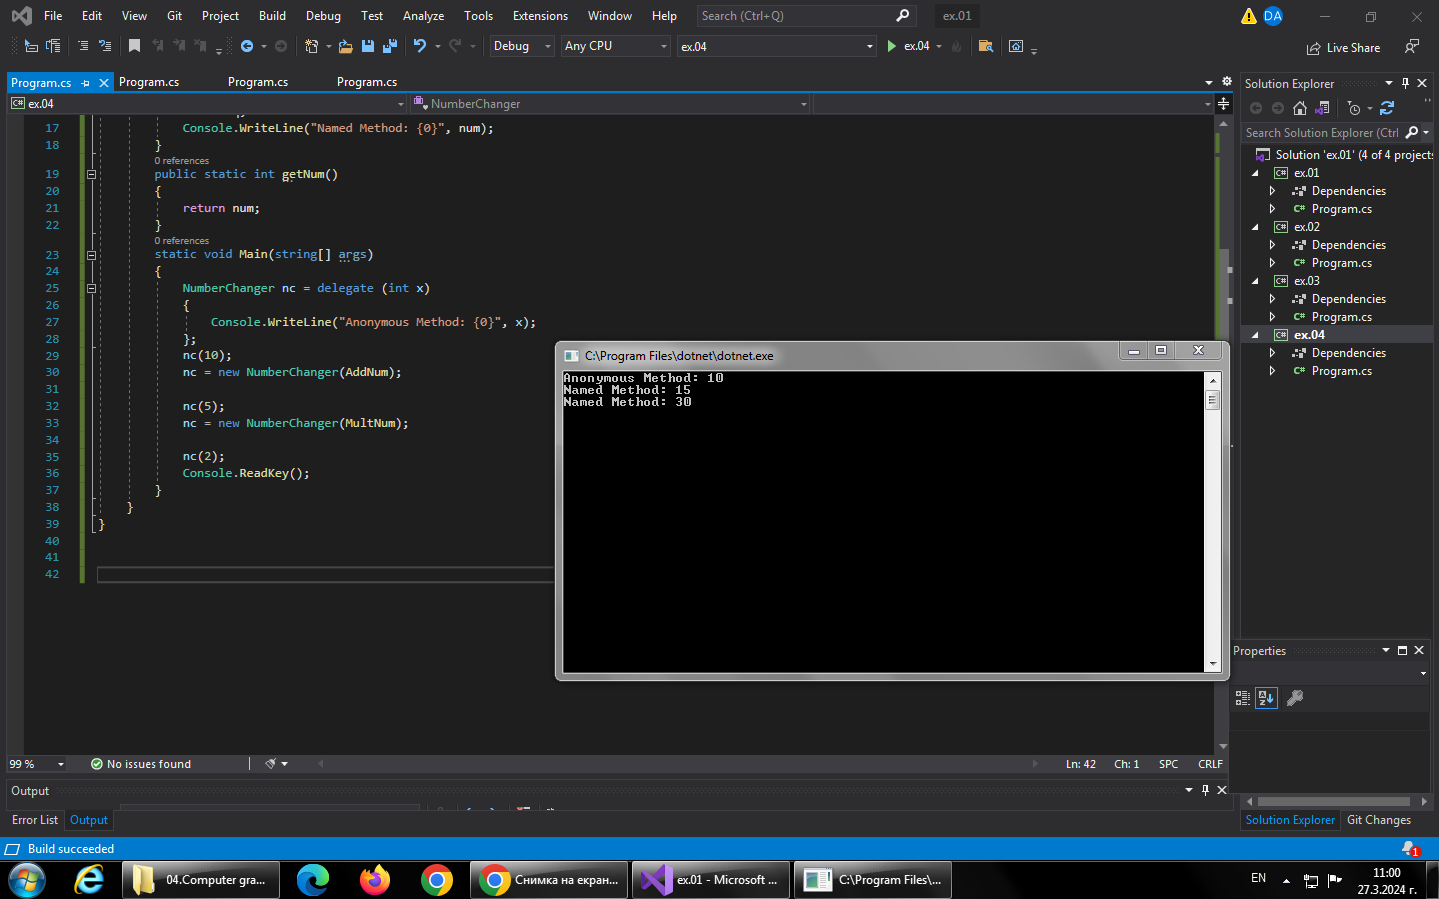 File Edit View Git Project Build Debug Test Analyze Tools Extensions Window Help Search (Ctrl+Q) ex.01 DA
Debug Any CPU ex.04 ex.04 Live Share
Program.cs Program.cs Program.cs Program.cs
ex.04 NumberChanger
17 Console.WriteLine("Named Method: {0}", num);
18 }
0 references
19 public static int getNum()
20 {
21 return num;
22 }
0 references
23 static void Main(string[] args)
24 {
25 NumberChanger nc = delegate (int x)
26 {
27 Console.WriteLine("Anonymous Method: {0}", x);
28 };
29 nc(10);
30 nc = new NumberChanger(AddNum);
31
32 nc(5);
33 nc = new NumberChanger(MultNum);
34
35 nc(2);
36 Console.ReadKey();
37 }
38 }
39 }
40
41
42
C:\Program Files\dotnet\dotnet.exe
Anonymous Method: 10
Named Method: 15
Named Method: 30
Solution Explorer
Search Solution Explorer (Ctrl
Solution 'ex.01' (4 of 4 projects
ex.01
Dependencies
C# Program.cs
ex.02
Dependencies
C# Program.cs
ex.03
Dependencies
C# Program.cs
ex.04
Dependencies
C# Program.cs
Properties
99 % No issues found Ln: 42 Ch: 1 SPC CRLF
Output
Error List Output
Solution Explorer Git Changes
Build succeeded 1
04.Computer gra... Снимка на екран... ex.01 - Microsoft ... C:\Program Files\...
EN 11:00
27.3.2024 г.